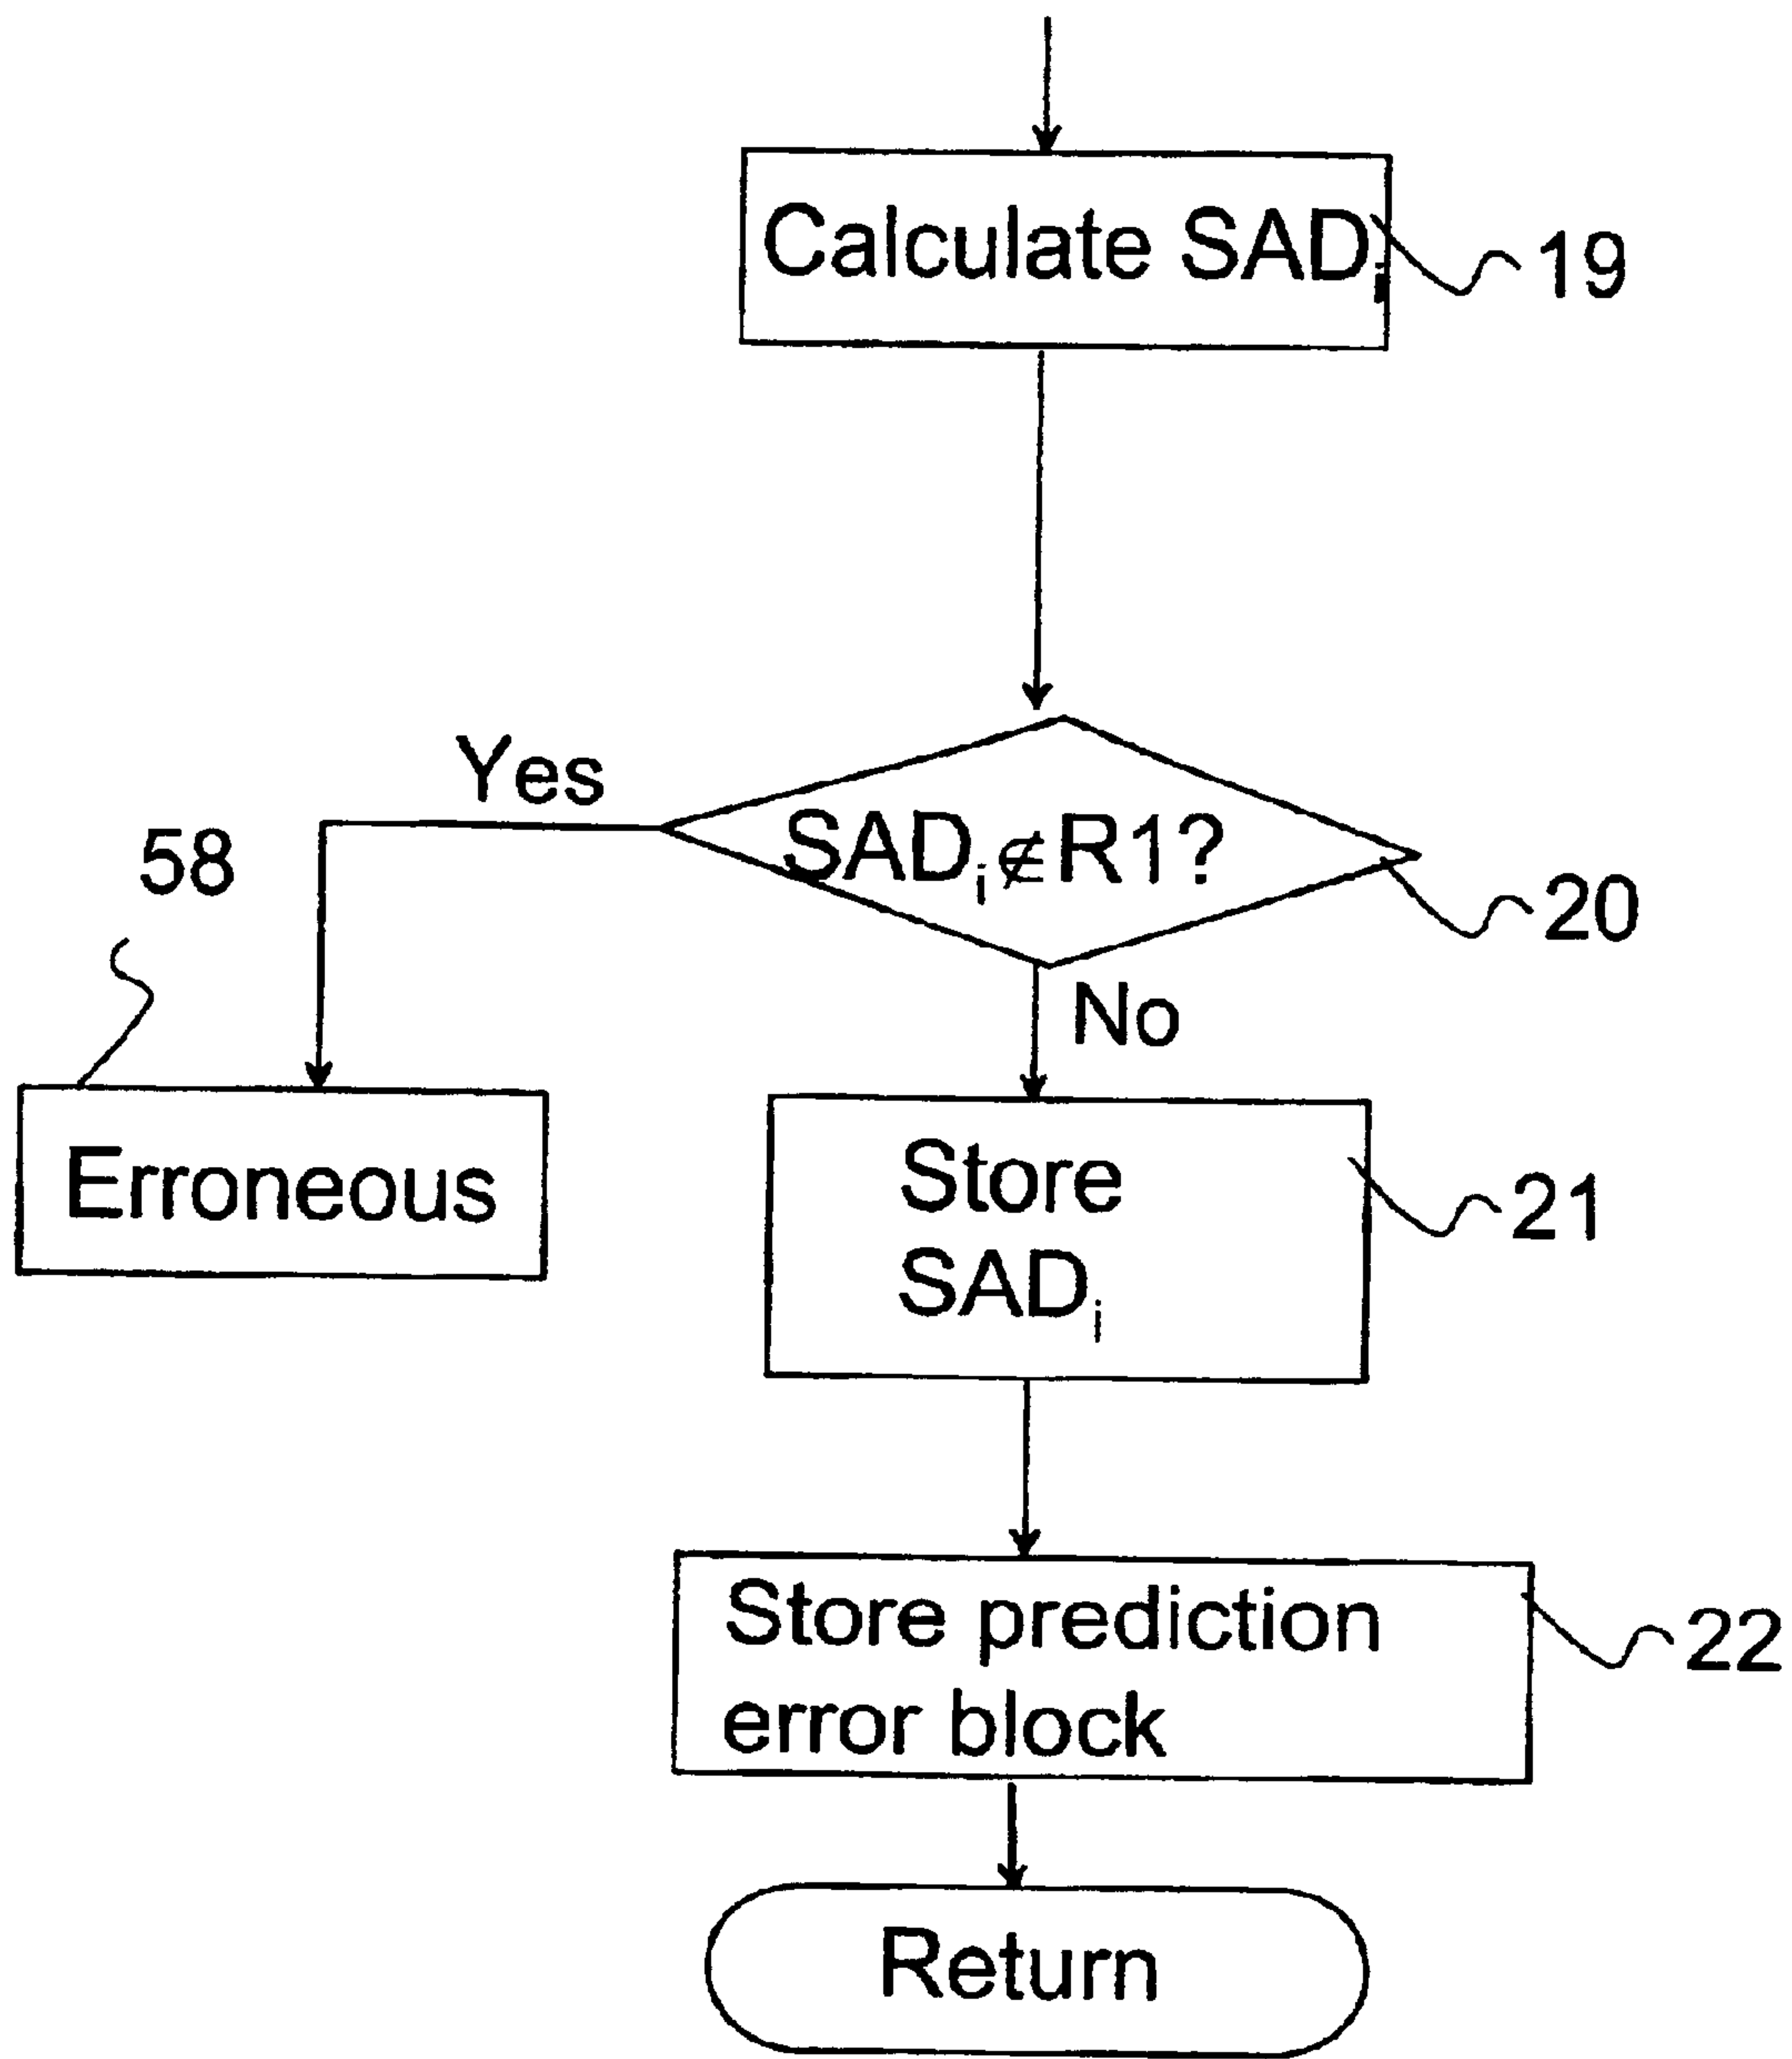 Calculate SADi
19
Yes
SADi∉R1?
58
20
No
Erroneous
Store
SADi
21
Store prediction
error block
22
Return